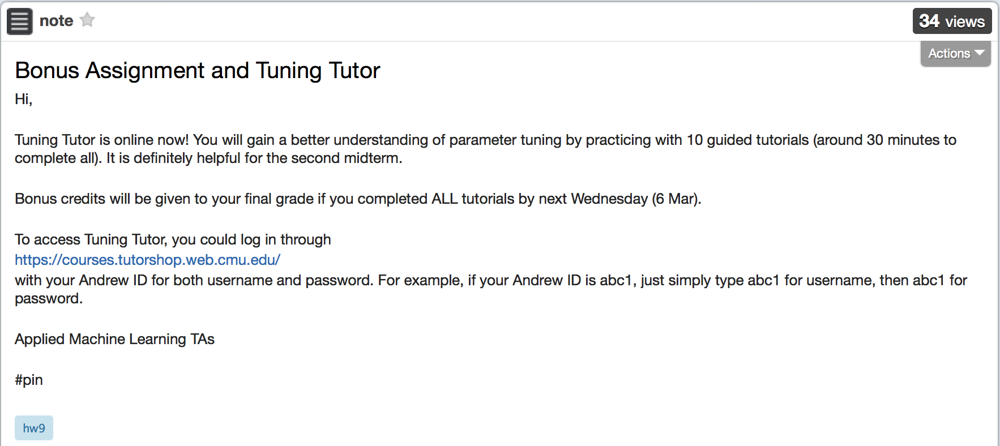 note
34 views
Actions
Bonus Assignment and Tuning Tutor
Hi,
Tuning Tutor is online now! You will gain a better understanding of parameter tuning by practicing with 10 guided tutorials (around 30 minutes to
complete all). It is definitely helpful for the second midterm.
Bonus credits will be given to your final grade if you completed ALL tutorials by next Wednesday (6 Mar).
To access Tuning Tutor, you could log in through
https://courses.tutorshop.web.cmu.edu/
with your Andrew ID for both username and password. For example, if your Andrew ID is abc1, just simply type abc1 for username, then abc1 for
password.
Applied Machine Learning TAs
#pin
hw9